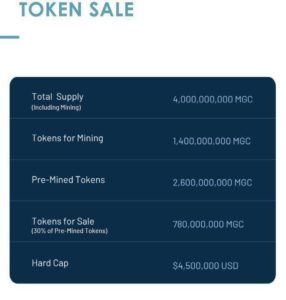 TOKEN SALE
Total Supply 4,000,000,000 MGC
(Including Mining)
Tokens for Mining 1,400,000,000 MGC
Pre-Mined Tokens 2,600,000,000 MGC
Tokens for Sale 780,000,000 MGC
(30% of Pre-Mined Tokens)
Hard Cap $4,500,000 USD